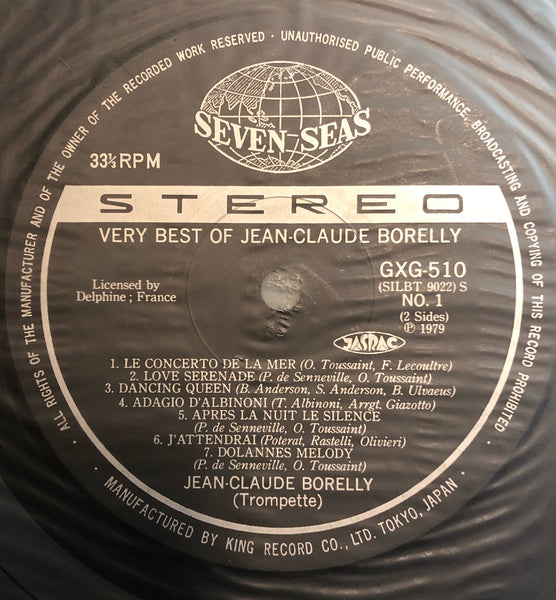 · ALL RIGHTS OF THE MANUFACTURER AND OF THE OWNER OF THE RECORDED WORK RESERVED · UNAUTHORISED PUBLIC PERFORMANCE, BROADCASTING AND COPYING OF THIS RECORD PROHIBITED ·
SEVEN SEAS
33⅓ RPM
STEREO
VERY BEST OF JEAN-CLAUDE BORELLY
Licensed by
Delphine ; France
GXG-510
(SILBT 9022) S
NO. 1
(2 Sides)
Ⓟ 1979
JASRAC
1. LE CONCERTO DE LA MER (O. Toussaint, F. Lecoultre)
2. LOVE SERENADE (P. de Senneville, O. Toussaint)
3. DANCING QUEEN (B. Anderson, S. Anderson, B. Ulvaeus)
4. ADAGIO D'ALBINONI (T. Albinoni, Arrgt. Giazotto)
5. APRES LA NUIT LE SILENCE
(P. de Senneville, O. Toussaint)
6. J'ATTENDRAI (Poterat, Rastelli, Olivieri)
7. DOLANNES MELODY
(P. de Senneville, O. Toussaint)
JEAN-CLAUDE BORELLY
(Trompette)
· MANUFACTURED BY KING RECORD CO., LTD. TOKYO, JAPAN ·